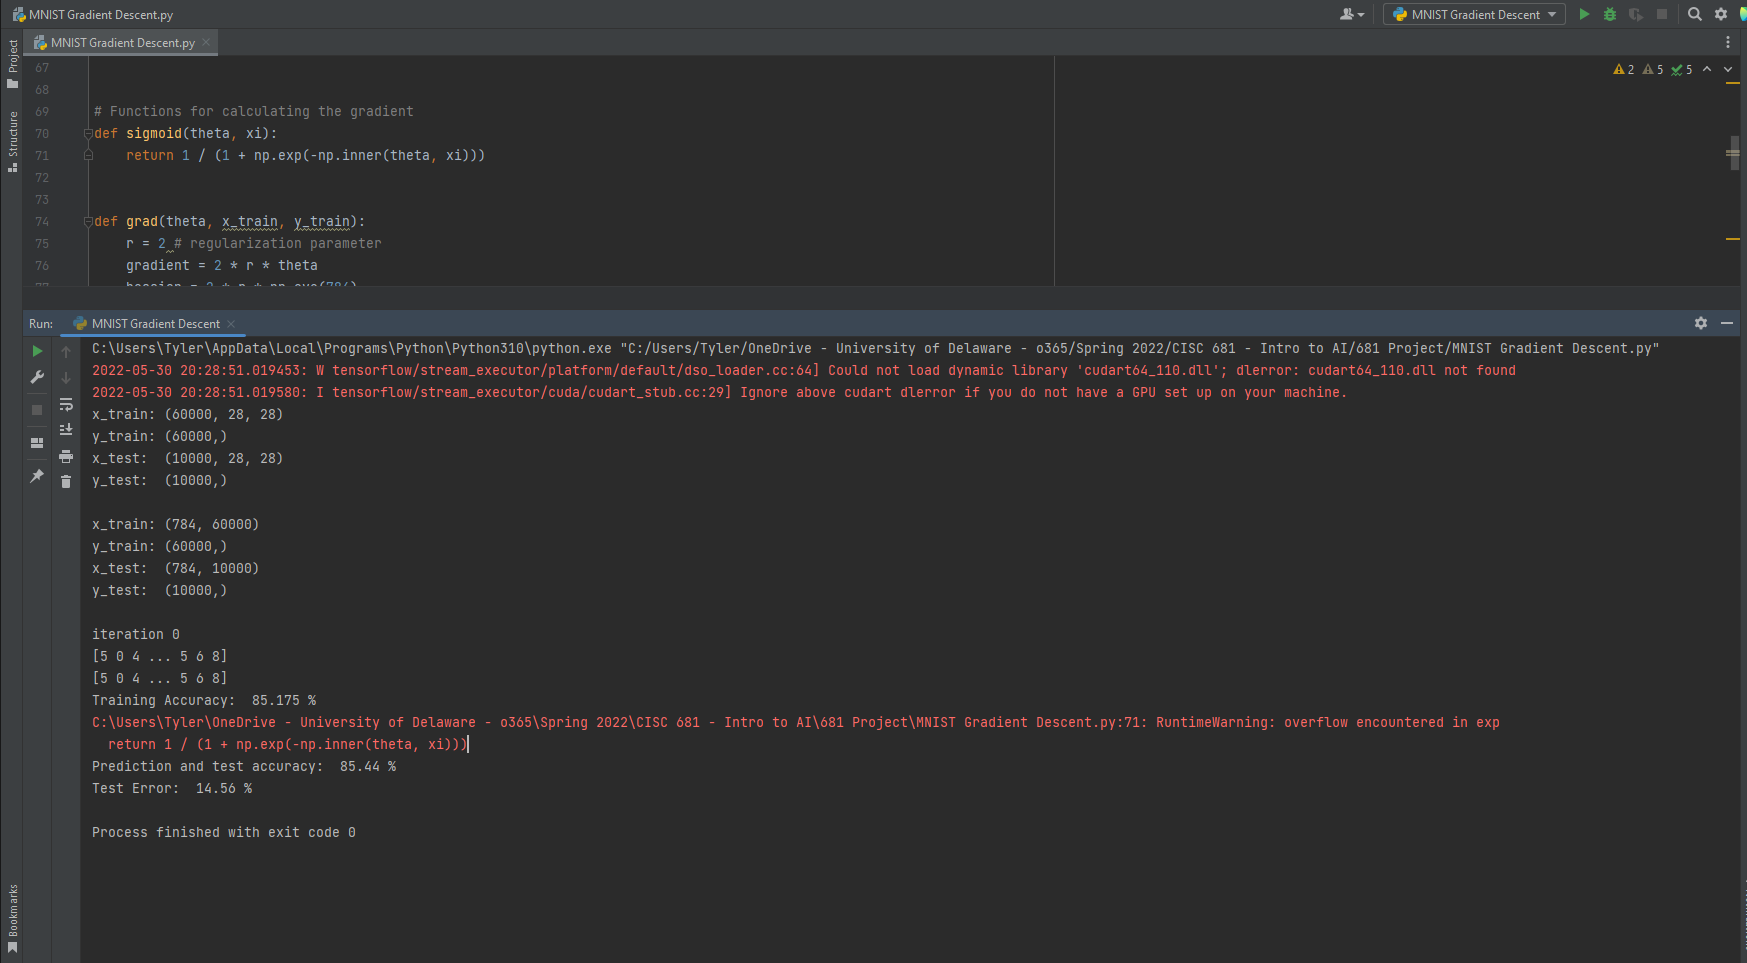 MNIST Gradient Descent.py
MNIST Gradient Descent
MNIST Gradient Descent.py
Project
Structure
Bookmarks
2 5 5
67
68
69 # Functions for calculating the gradient
70 def sigmoid(theta, xi):
71 return 1 / (1 + np.exp(-np.inner(theta, xi)))
72
73
74 def grad(theta, x_train, y_train):
75 r = 2 # regularization parameter
76 gradient = 2 * r * theta
77 hessian = 2 * r * np.eye(784)
Run: MNIST Gradient Descent
C:\Users\Tyler\AppData\Local\Programs\Python\Python310\python.exe "C:/Users/Tyler/OneDrive - University of Delaware - o365/Spring 2022/CISC 681 - Intro to AI/681 Project/MNIST Gradient Descent.py"
2022-05-30 20:28:51.019453: W tensorflow/stream_executor/platform/default/dso_loader.cc:64] Could not load dynamic library 'cudart64_110.dll'; dlerror: cudart64_110.dll not found
2022-05-30 20:28:51.019580: I tensorflow/stream_executor/cuda/cudart_stub.cc:29] Ignore above cudart dlerror if you do not have a GPU set up on your machine.
x_train: (60000, 28, 28)
y_train: (60000,)
x_test:  (10000, 28, 28)
y_test:  (10000,)
x_train: (784, 60000)
y_train: (60000,)
x_test:  (784, 10000)
y_test:  (10000,)
iteration 0
[5 0 4 ... 5 6 8]
[5 0 4 ... 5 6 8]
Training Accuracy:  85.175 %
C:\Users\Tyler\OneDrive - University of Delaware - o365\Spring 2022\CISC 681 - Intro to AI\681 Project\MNIST Gradient Descent.py:71: RuntimeWarning: overflow encountered in exp
return 1 / (1 + np.exp(-np.inner(theta, xi)))
Prediction and test accuracy:  85.44 %
Test Error:  14.56 %
Process finished with exit code 0